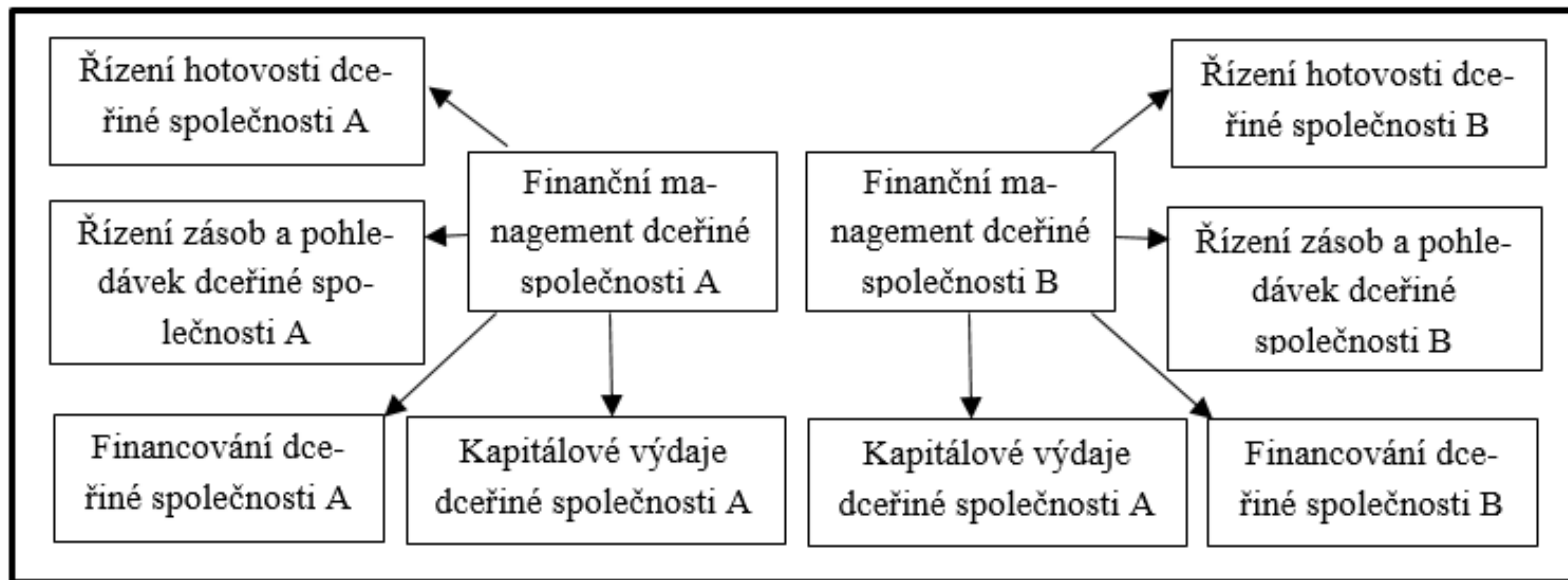 Řízení hotovosti dce-
řiné společnosti A
Řízení hotovosti dce-
řiné společnosti B
Finanční ma-
nagement dceřiné
společnosti A
Finanční ma-
nagement dceřiné
společnosti B
Řízení zásob a pohle-
dávek dceřiné spo-
lečnosti A
Řízení zásob a pohle-
dávek dceřiné
společnosti B
Financování dce-
řiné společnosti A
Kapitálové výdaje
dceřiné společnosti A
Kapitálové výdaje
dceřiné společnosti A
Financování dce-
řiné společnosti B